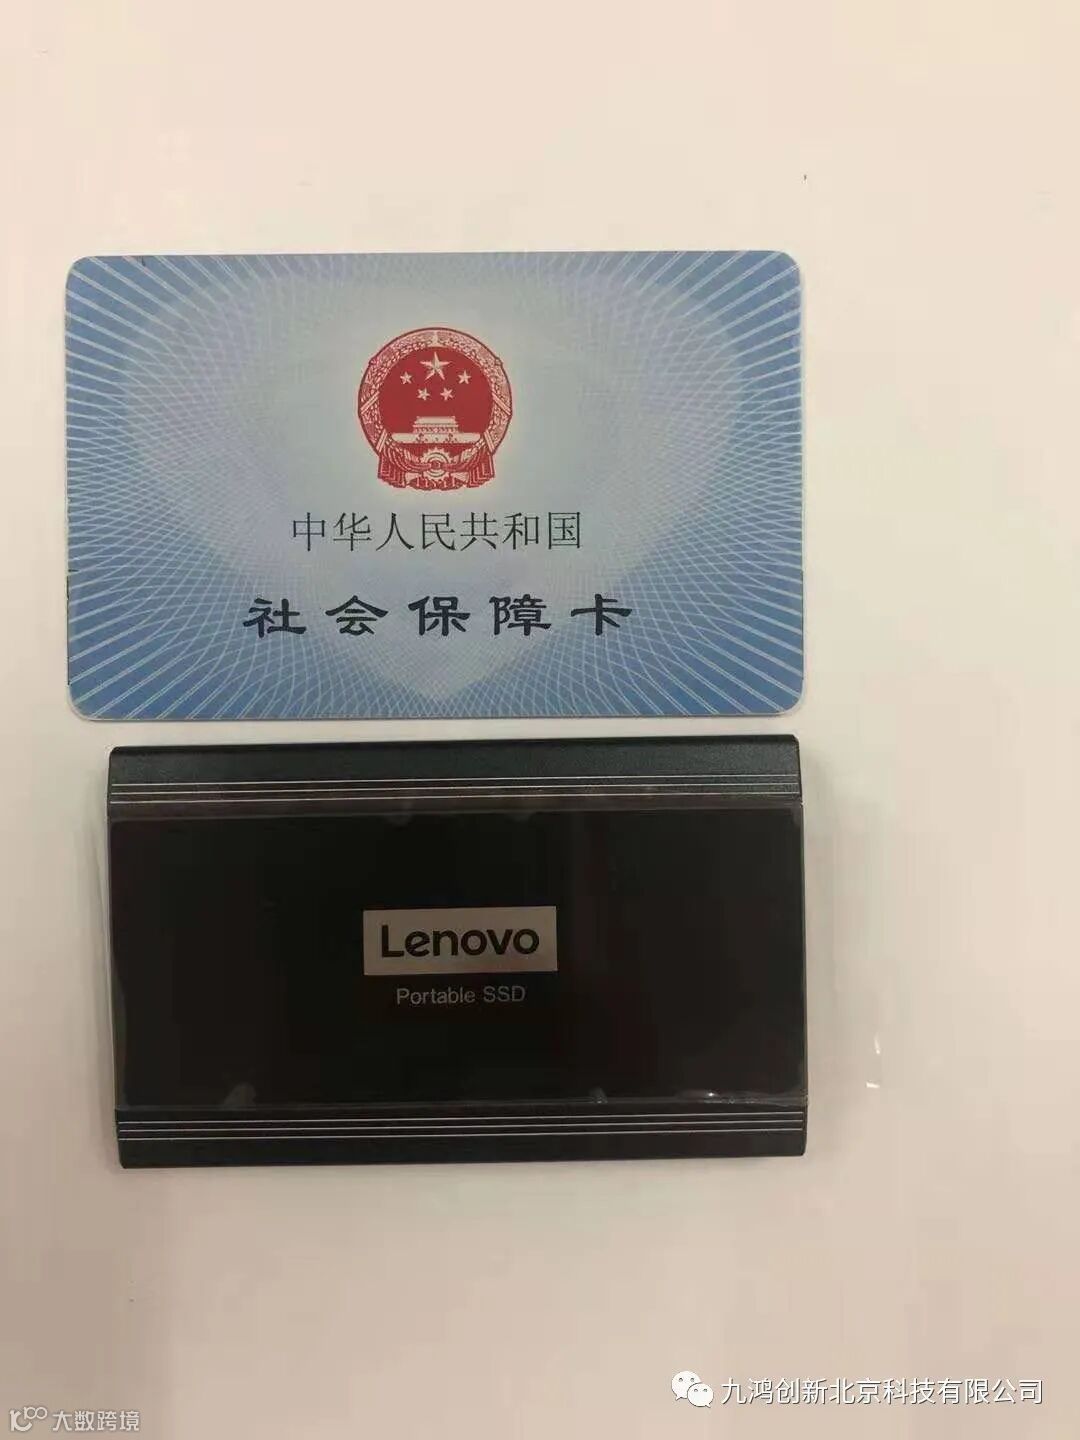 中华人民共和国
社会保障卡
Lenovo
Portable SSD
九鸿创新北京科技有限公司
大数跨境